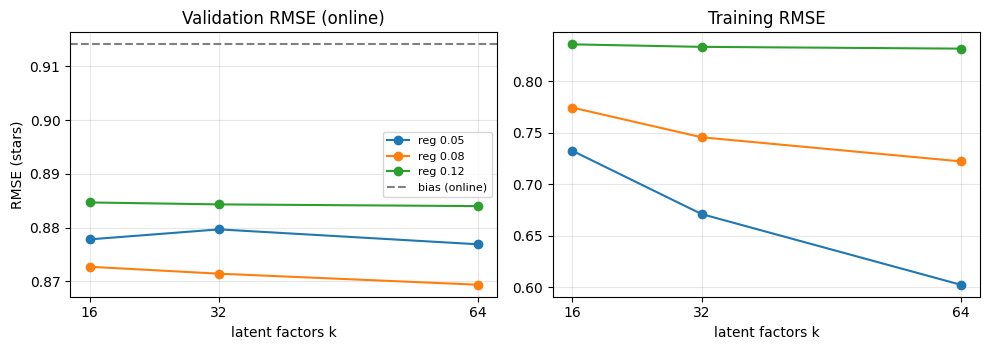 Validation RMSE (online)
RMSE (stars)
0.91
0.90
0.89
0.88
0.87
reg 0.05
reg 0.08
reg 0.12
bias (online)
16
32
64
latent factors k
Training RMSE
0.80
0.75
0.70
0.65
0.60
16
32
64
latent factors k